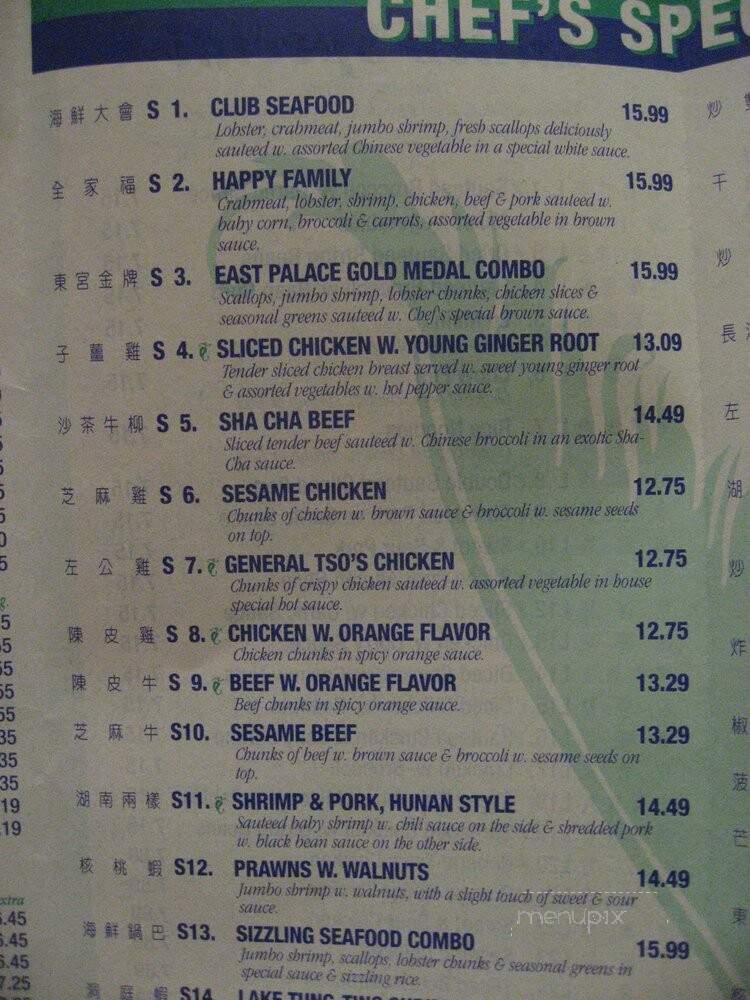 CHEF'S SPE
海鮮大會 S 1. CLUB SEAFOOD 15.99
Lobster, crabmeat, jumbo shrimp, fresh scallops deliciously
sauteed w. assorted Chinese vegetable in a special white sauce.
全家福 S 2. HAPPY FAMILY 15.99
Crabmeat, lobster, shrimp, chicken, beef & pork sauteed w.
baby corn, broccoli & carrots, assorted vegetable in brown
sauce.
東宮金牌 S 3. EAST PALACE GOLD MEDAL COMBO 15.99
Scallops, jumbo shrimp, lobster chunks, chicken slices &
seasonal greens sauteed w. Chef's special brown sauce.
子薑雞 S 4. SLICED CHICKEN W. YOUNG GINGER ROOT 13.09
Tender sliced chicken breast served w. sweet young ginger root
& assorted vegetables w. hot pepper sauce.
沙茶牛柳 S 5. SHA CHA BEEF 14.49
Sliced tender beef sauteed w. Chinese broccoli in an exotic Sha-
Cha sauce.
芝麻雞 S 6. SESAME CHICKEN 12.75
Chunks of chicken w. brown sauce & broccoli w. sesame seeds
on top.
左公雞 S 7. GENERAL TSO'S CHICKEN 12.75
Chunks of crispy chicken sauteed w. assorted vegetable in house
special hot sauce.
陳皮雞 S 8. CHICKEN W. ORANGE FLAVOR 12.75
Chicken chunks in spicy orange sauce.
陳皮牛 S 9. BEEF W. ORANGE FLAVOR 13.29
Beef chunks in spicy orange sauce.
芝麻牛 S10. SESAME BEEF 13.29
Chunks of beef w. brown sauce & broccoli w. sesame seeds on
top.
湖南兩樣 S11. SHRIMP & PORK, HUNAN STYLE 14.49
Sauteed baby shrimp w. chili sauce on the side & shredded pork
w. black bean sauce on the other side.
核桃蝦 S12. PRAWNS W. WALNUTS 14.49
Jumbo shrimp w. walnuts, with a slight touch of sweet & sour
sauce.
menupix
海鮮鍋巴 S13. SIZZLING SEAFOOD COMBO 15.99
Jumbo shrimp, scallops, lobster chunks & seasonal greens in
special sauce & sizzling rice.
洞庭蝦 S14